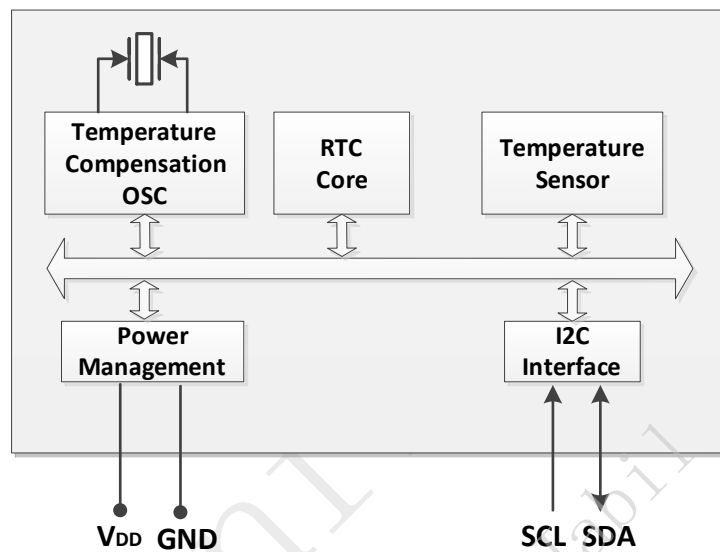 Temperature
Compensation
OSC
RTC
Core
Temperature
Sensor
Power
Management
I2C
Interface
VDD
GND
SCL
SDA